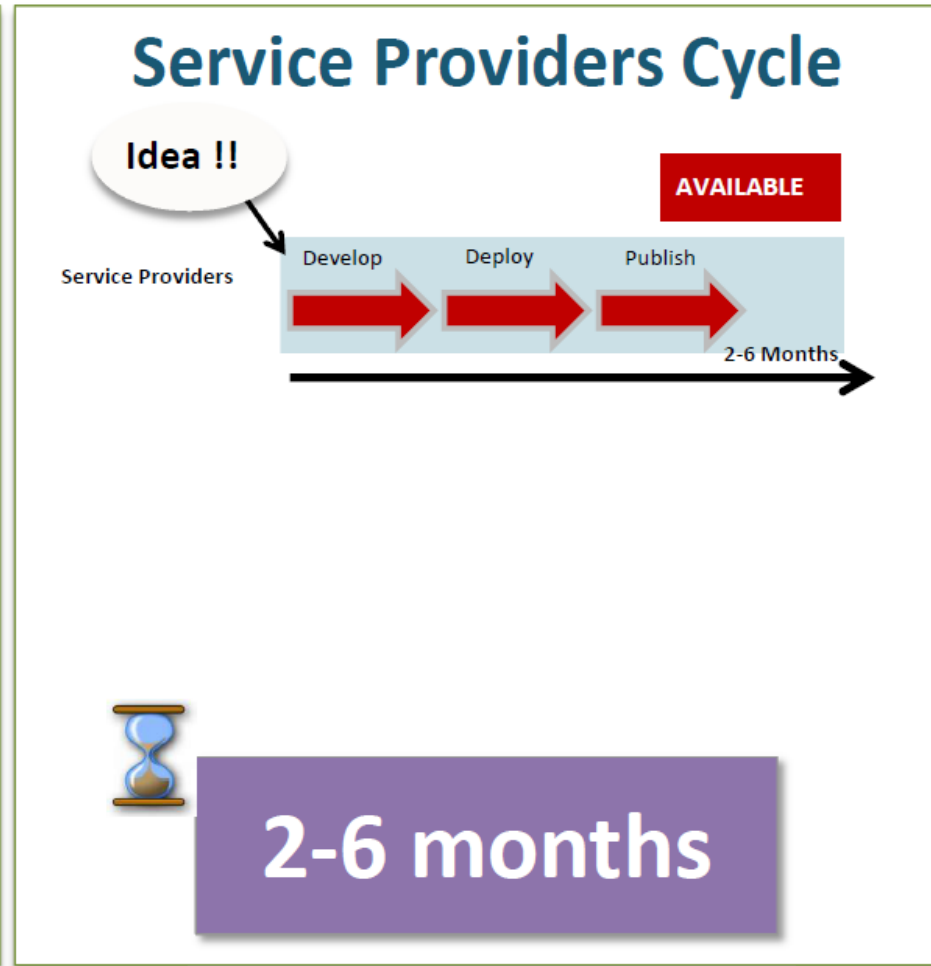 Service Providers Cycle
Idea !!
AVAILABLE
Service Providers
Develop
Deploy
Publish
2-6 Months
2-6 months